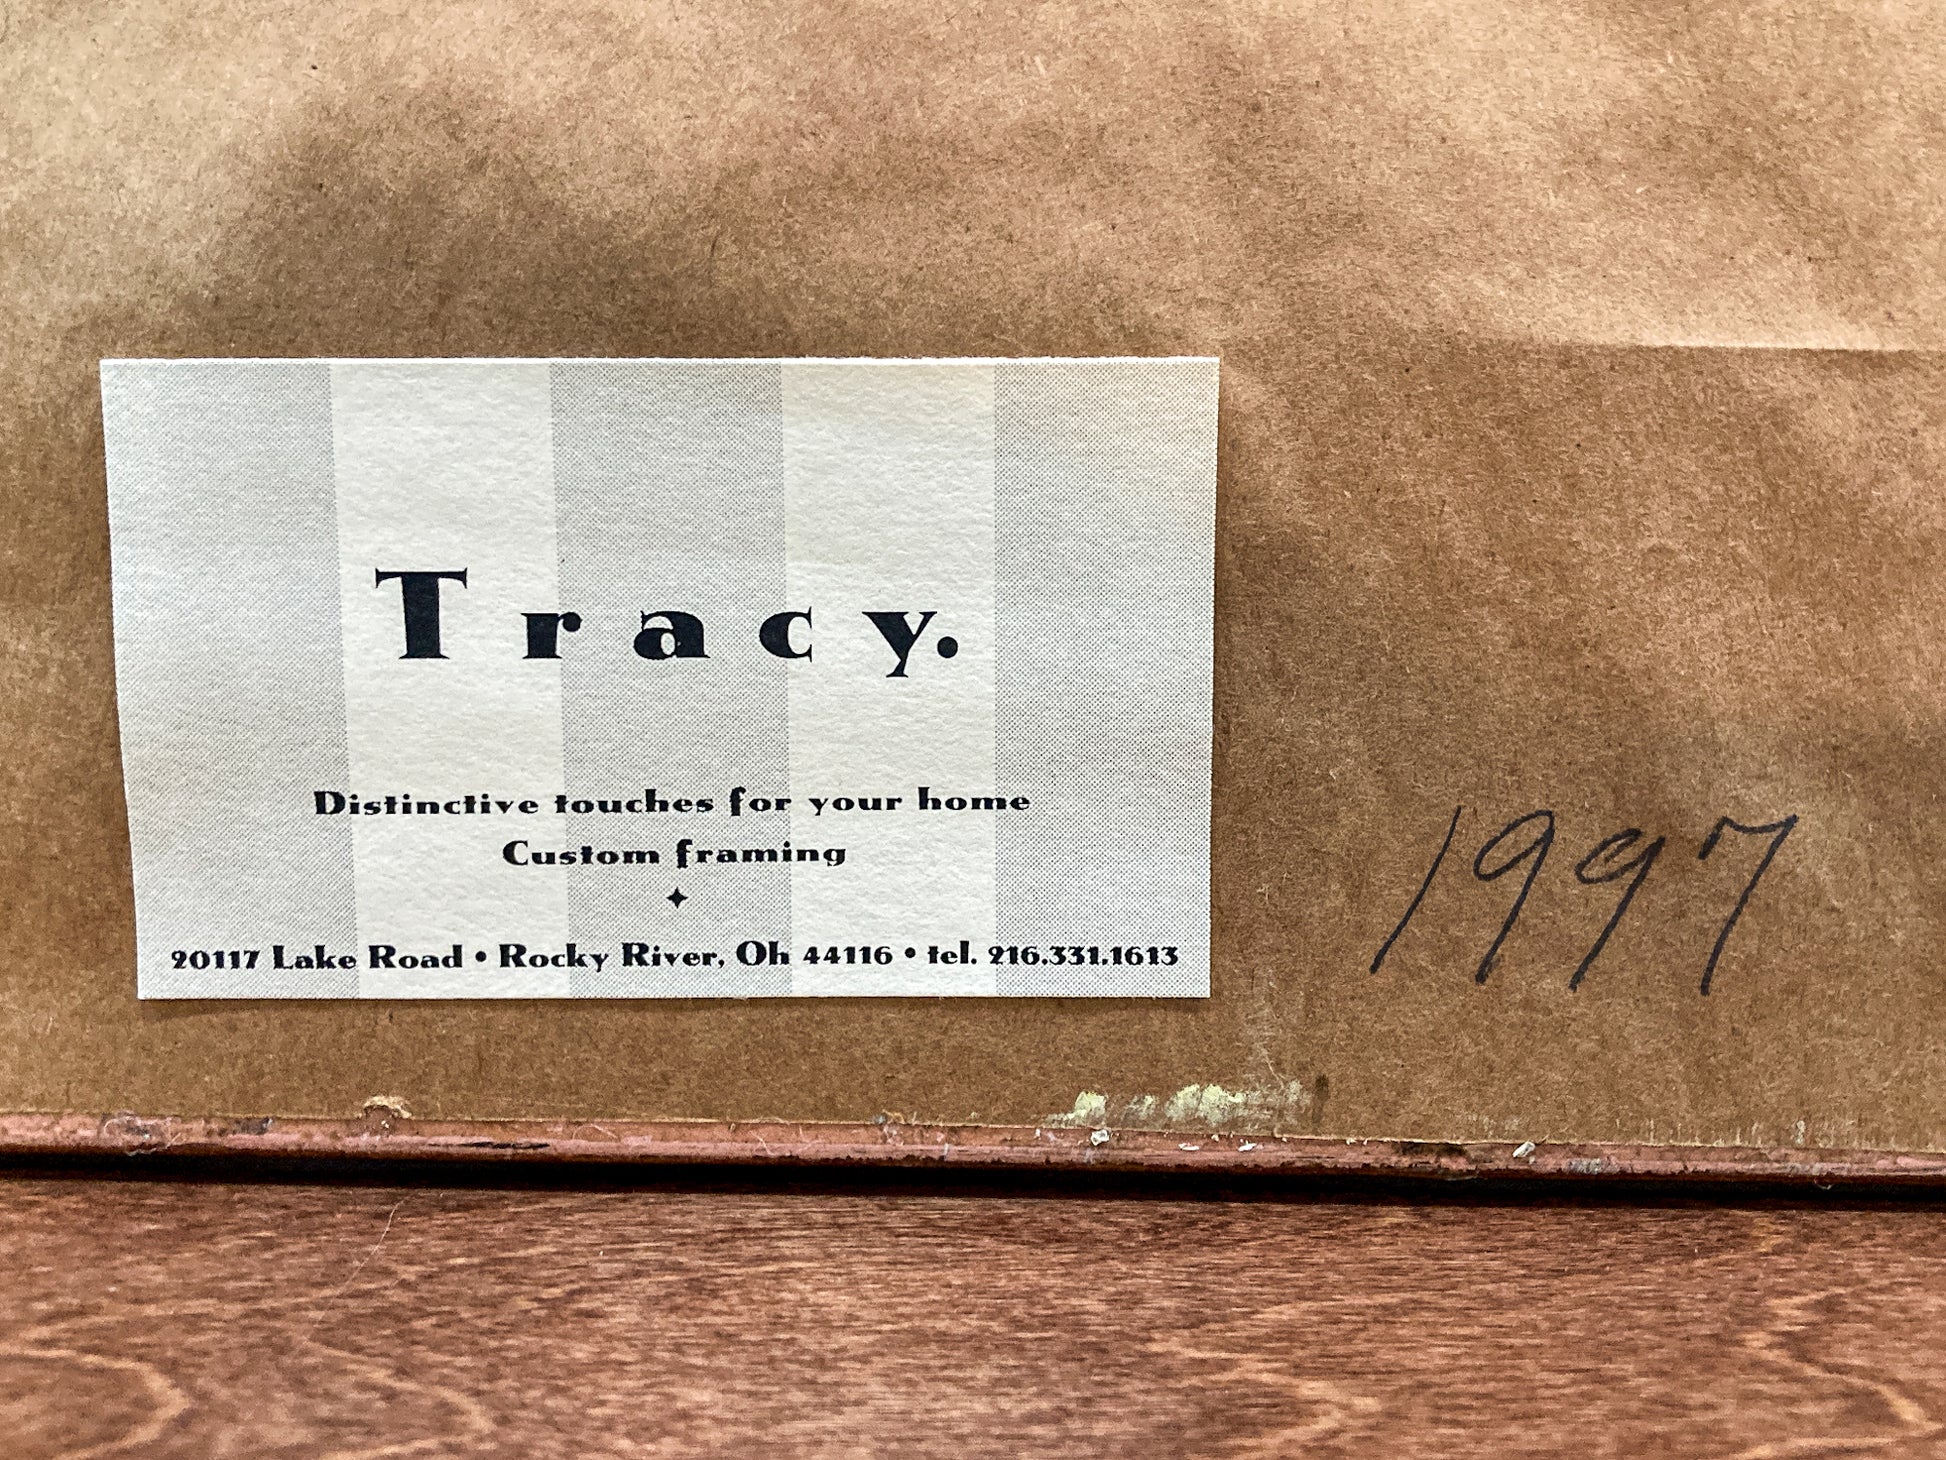 Tracy.
Distinctive touches for your home
Custom framing
20117 Lake Road • Rocky River, Oh 44116 • tel. 216.331.1613
1997